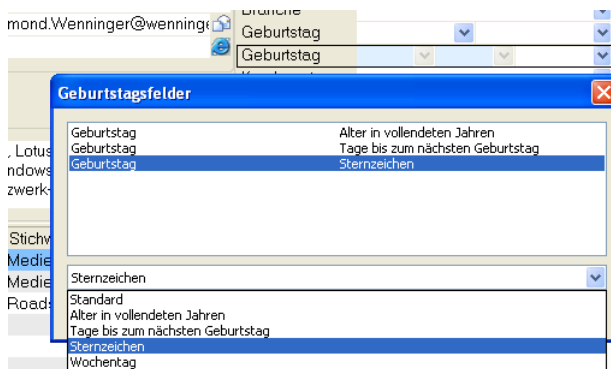 Branche
mond.Wenninger@wenninge
Geburtstag
Geburtstag
Geburtstagsfelder
Geburtstag Alter in vollendeten Jahren
Geburtstag Tage bis zum nächsten Geburtstag
Geburtstag Sternzeichen
, Lotus
ndows
zwerk-
Stichw
Medie
Medie
Roads
Sternzeichen
Standard
Alter in vollendeten Jahren
Tage bis zum nächsten Geburtstag
Sternzeichen
Wochentag